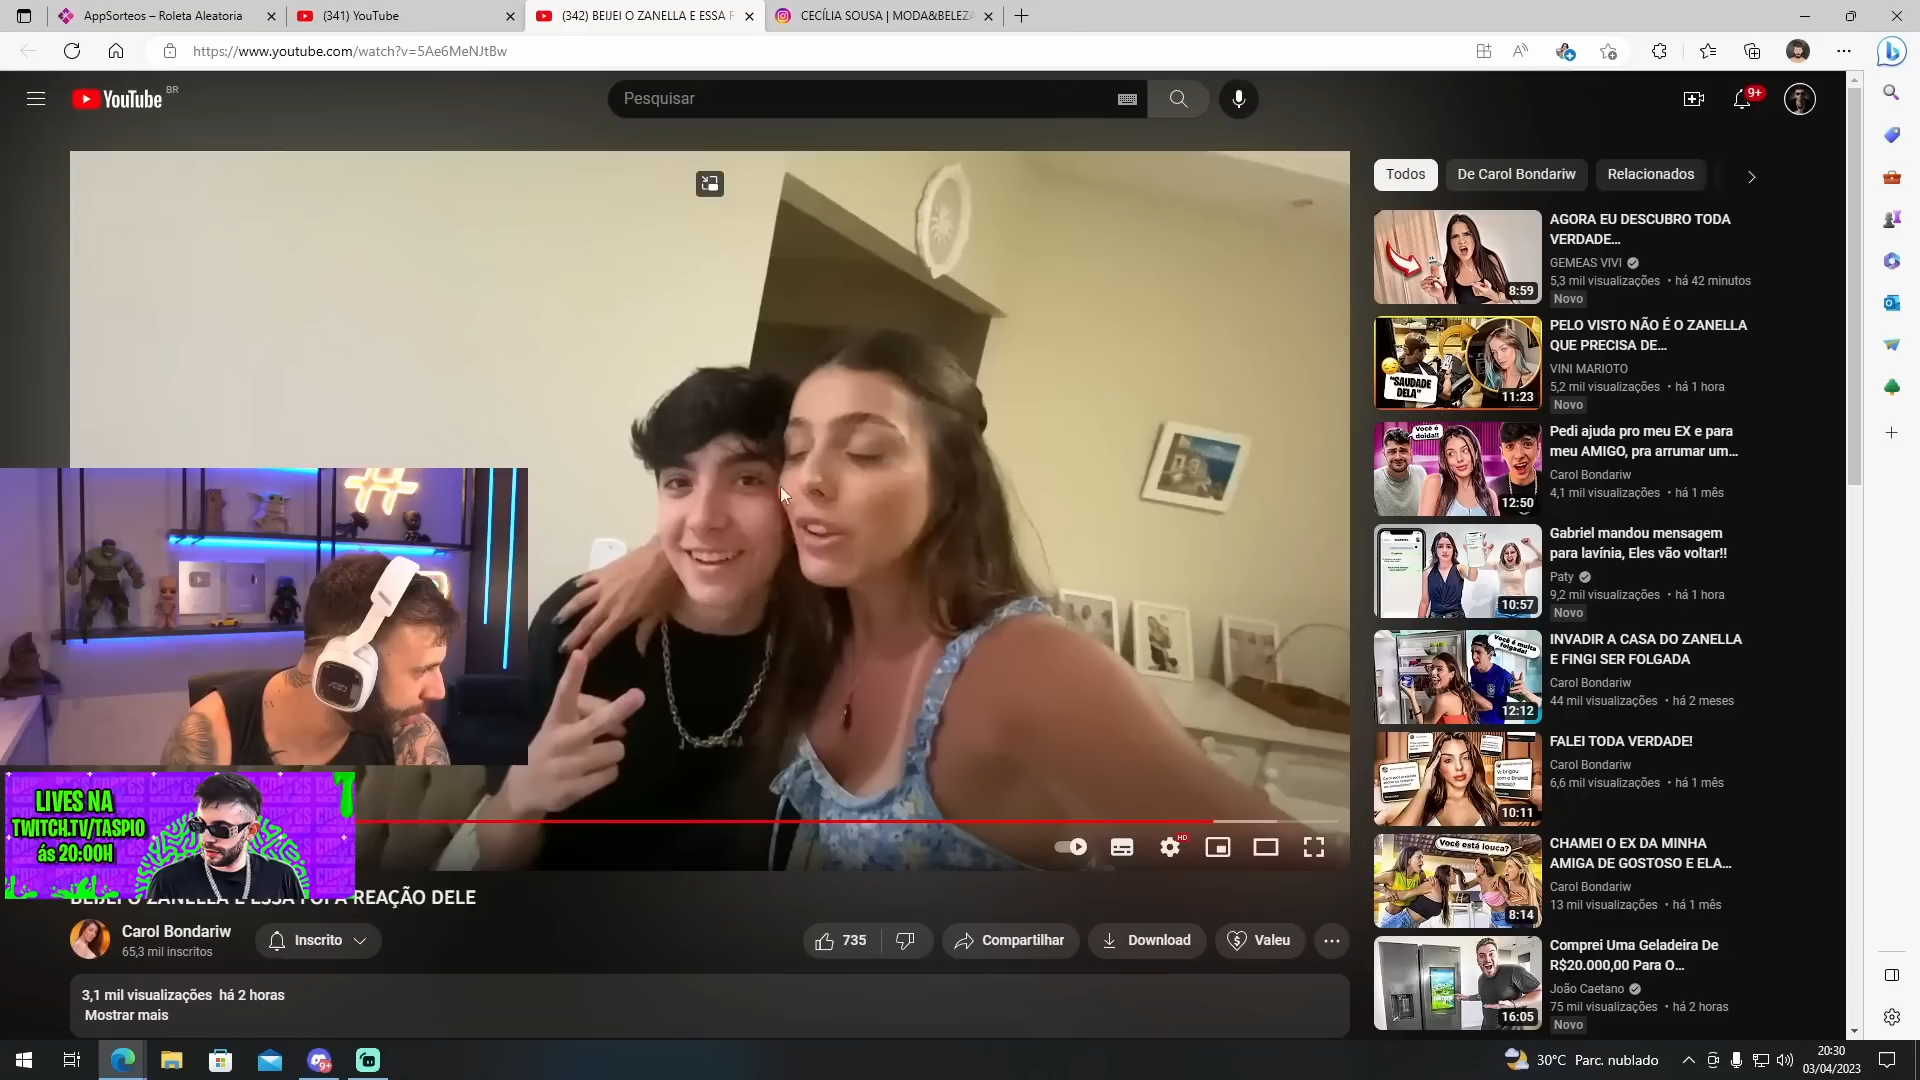 AppSorteos – Roleta Aleatoria
(341) YouTube
(342) BEIJEI O ZANELLA E ESSA F
CECÍLIA SOUSA | MODA&BELEZA
https://www.youtube.com/watch?v=5Ae6MeNJtBw
YouTube BR
Pesquisar
9+
Todos
De Carol Bondariw
Relacionados
AGORA EU DESCUBRO TODA
VERDADE...
GEMEAS VIVI
5,3 mil visualizações • há 42 minutos
Novo
8:59
PELO VISTO NÃO É O ZANELLA
QUE PRECISA DE...
VINI MARIOTO
5,2 mil visualizações • há 1 hora
Novo
"SAUDADE
DELA"
11:23
Pedi ajuda pro meu EX e para
meu AMIGO, pra arrumar um...
Carol Bondariw
4,1 mil visualizações • há 1 mês
Você é
doida!!
12:50
Gabriel mandou mensagem
para lavínia, Eles vão voltar!!
Paty
9,2 mil visualizações • há 1 hora
Novo
10:57
INVADIR A CASA DO ZANELLA
E FINGI SER FOLGADA
Carol Bondariw
44 mil visualizações • há 2 meses
Você é muita
folgada!
12:12
FALEI TODA VERDADE!
Carol Bondariw
6,6 mil visualizações • há 1 mês
10:11
CHAMEI O EX DA MINHA
AMIGA DE GOSTOSO E ELA...
Carol Bondariw
13 mil visualizações • há 1 mês
Você está louca?
8:14
Comprei Uma Geladeira De
R$20.000,00 Para O...
João Caetano
75 mil visualizações • há 2 horas
Novo
16:05
LIVES NA
TWITCH.TV/TASPIO
ás 20:00H
HD
REAÇÃO DELE
Carol Bondariw
65,3 mil inscritos
Inscrito
735
Compartilhar
Download
Valeu
3,1 mil visualizações há 2 horas
Mostrar mais
9+
30°C Parc. nublado
20:30
03/04/2023